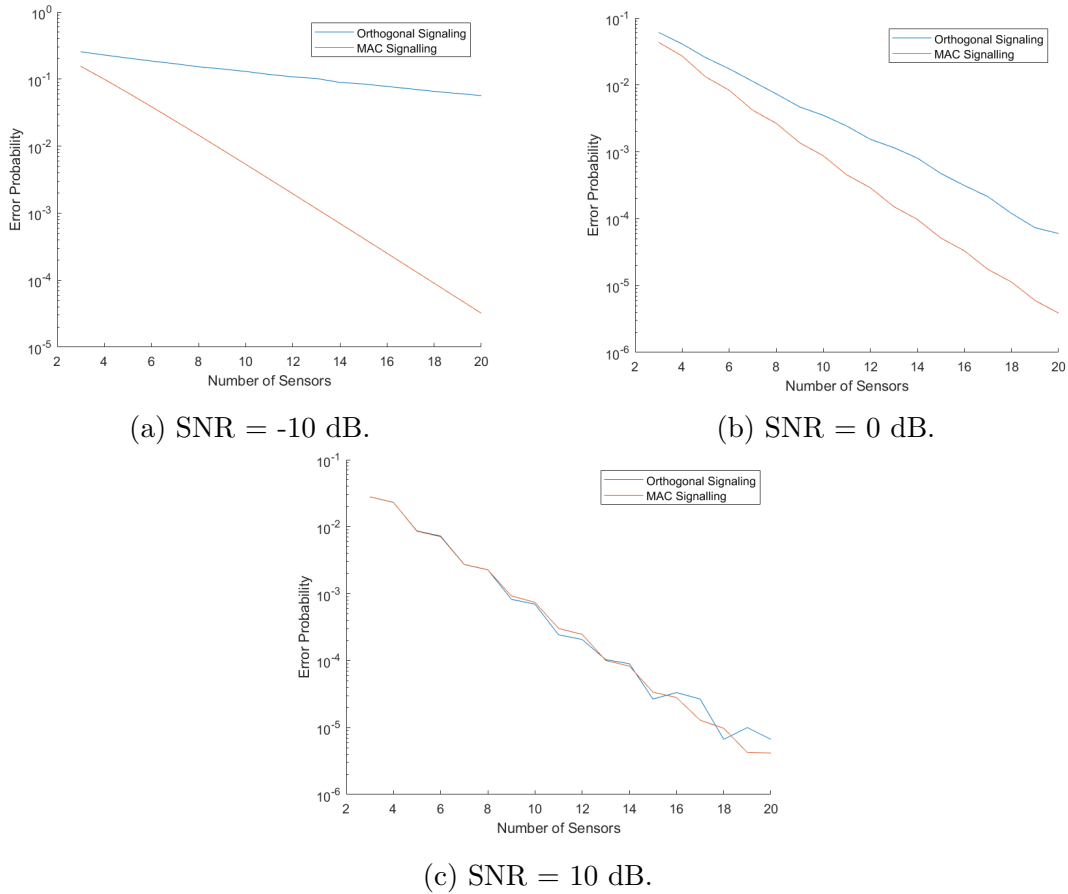 10^0
10^-1
10^-2
10^-3
10^-4
10^-5
Error Probability
2 4 6 8 10 12 14 16 18 20
Number of Sensors
Orthogonal Signaling
MAC Signalling
(a) SNR = -10 dB.
10^-1
10^-2
10^-3
10^-4
10^-5
10^-6
Error Probability
2 4 6 8 10 12 14 16 18 20
Number of Sensors
Orthogonal Signaling
MAC Signalling
(b) SNR = 0 dB.
10^-1
10^-2
10^-3
10^-4
10^-5
10^-6
Error Probability
2 4 6 8 10 12 14 16 18 20
Number of Sensors
Orthogonal Signaling
MAC Signalling
(c) SNR = 10 dB.